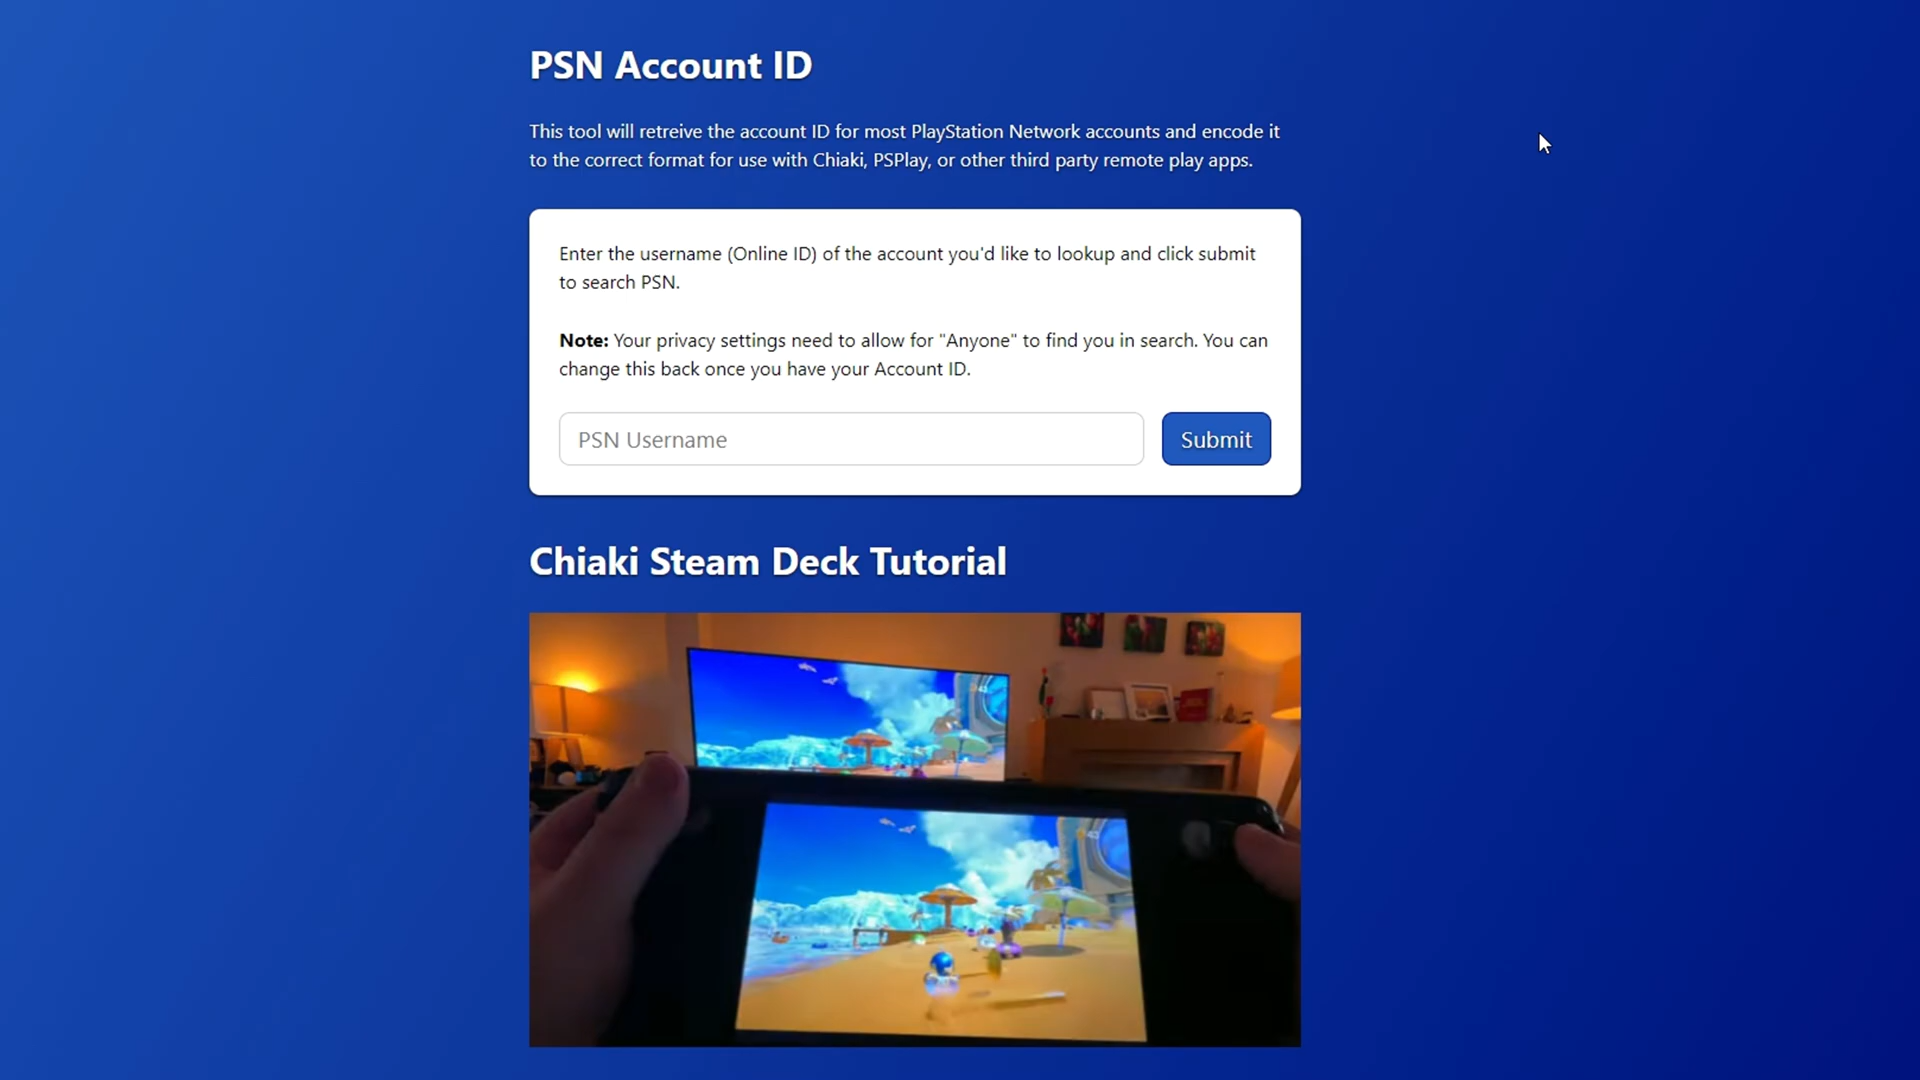 PSN Account ID
This tool will retreive the account ID for most PlayStation Network accounts and encode it
to the correct format for use with Chiaki, PSPlay, or other third party remote play apps.
Enter the username (Online ID) of the account you'd like to lookup and click submit
to search PSN.
Note: Your privacy settings need to allow for "Anyone" to find you in search. You can
change this back once you have your Account ID.
PSN Username
Submit
Chiaki Steam Deck Tutorial
43
43